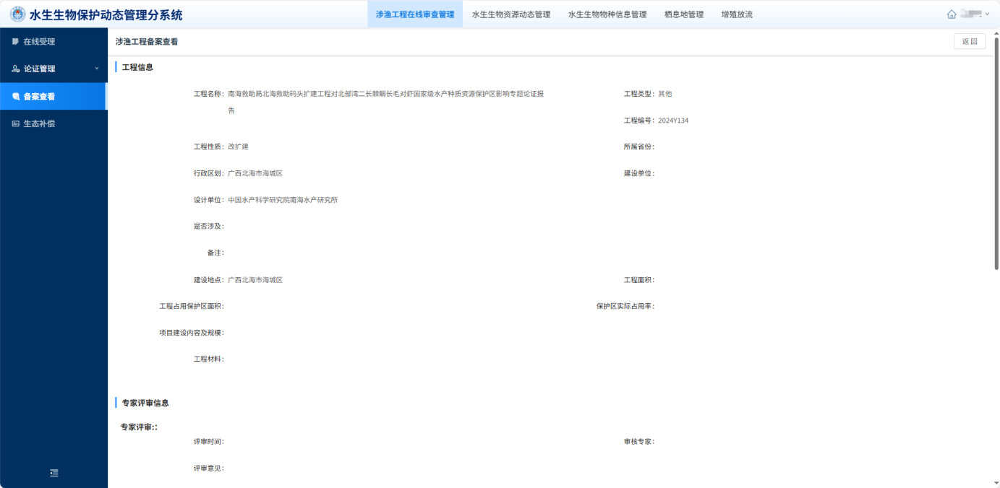 水生生物保护动态管理分系统
涉渔工程在线审查管理 水生生物资源动态管理 水生生物物种信息管理 栖息地管理 增殖放流
在线受理
论证管理
备案查看
生态补偿
涉渔工程备案查看 返回
工程信息
工程名称: 南海救助局北海救助码头扩建工程对北部湾二长棘鲷长毛对虾国家级水产种质资源保护区影响专题论证报
告
工程类型: 其他
工程编号: 2024Y134
工程性质: 改扩建 所属省份:
行政区划: 广西北海市海城区 建设单位:
设计单位: 中国水产科学研究院南海水产研究所
是否涉及:
备注:
建设地点: 广西北海市海城区 工程面积:
工程占用保护区面积: 保护区实际占用率:
项目建设内容及规模:
工程材料:
专家评审信息
专家评审::
评审时间: 审核专家:
评审意见: